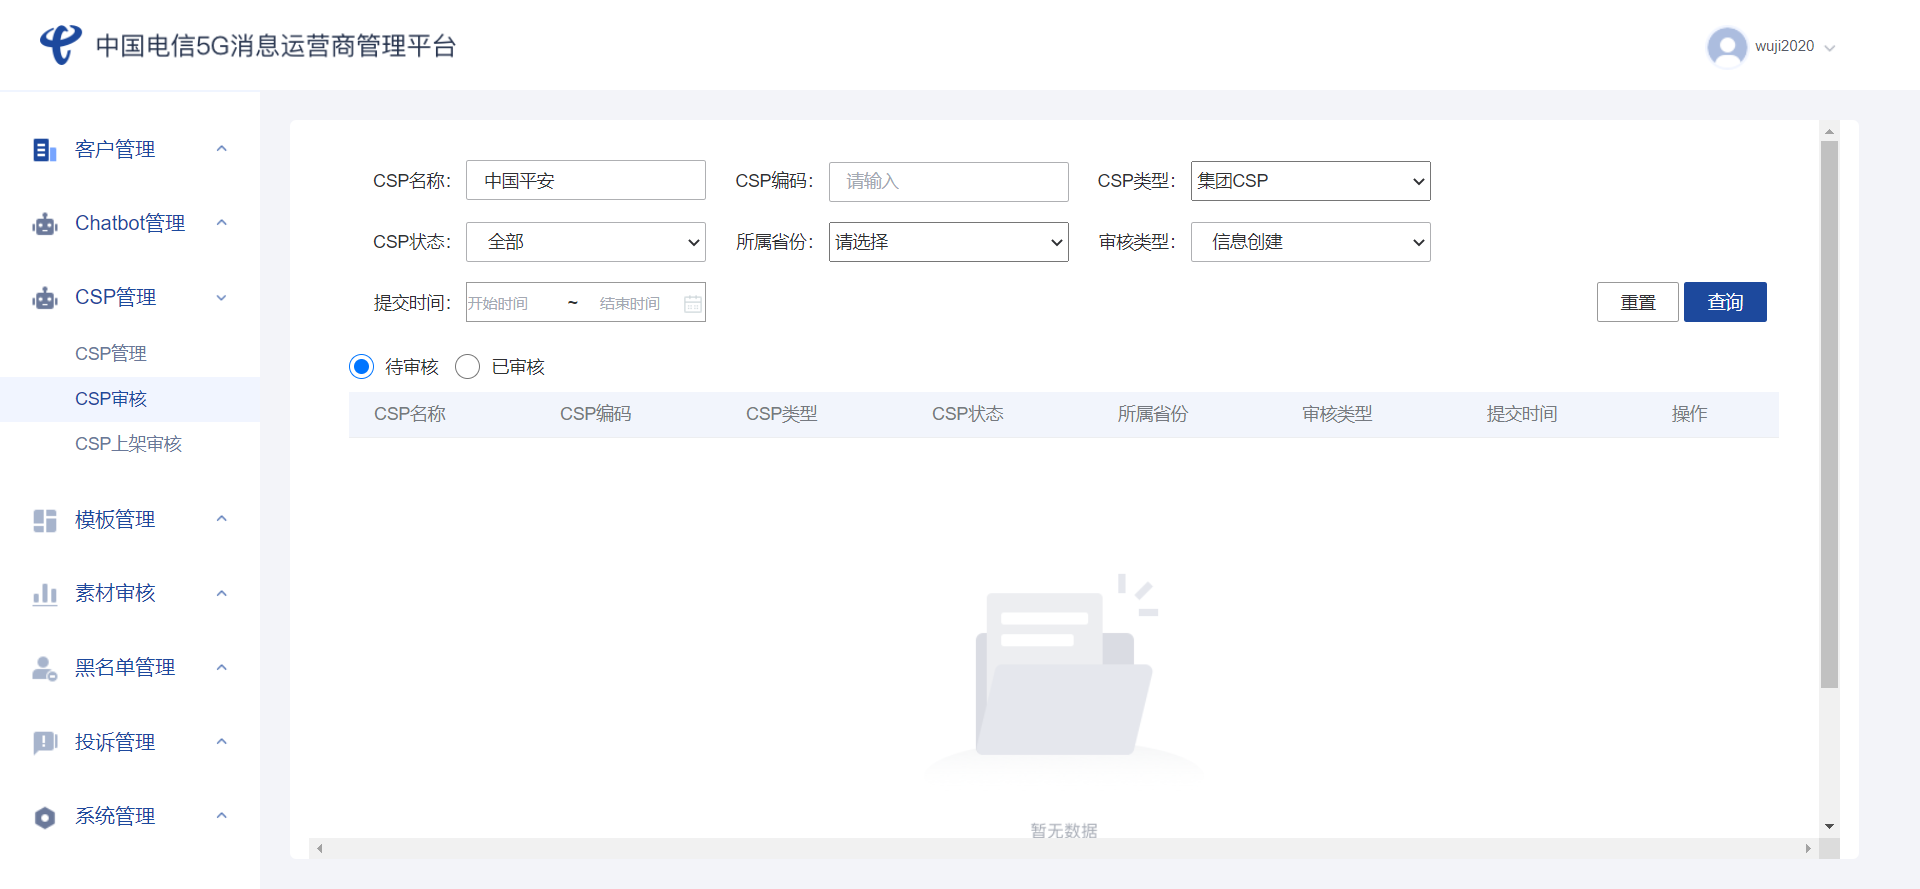 中国电信5G消息运营商管理平台
wuji2020
客户管理
Chatbot管理
CSP管理
CSP管理
CSP审核
CSP上架审核
模板管理
素材审核
黑名单管理
投诉管理
系统管理
CSP名称： 中国平安 CSP编码： 请输入 CSP类型： 集团CSP
CSP状态： 全部 所属省份： 请选择 审核类型： 信息创建
提交时间： 开始时间 ~ 结束时间 重置 查询
待审核 已审核
CSP名称 CSP编码 CSP类型 CSP状态 所属省份 审核类型 提交时间 操作
暂无数据